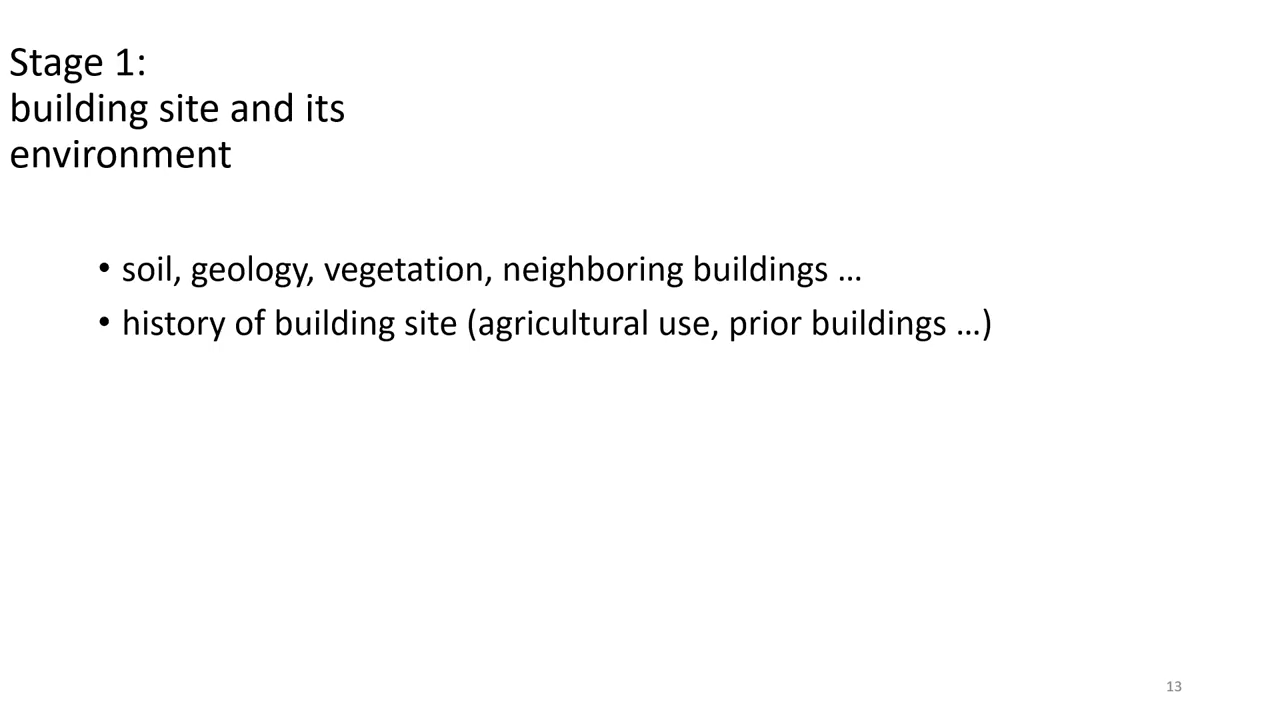 Stage 1:
building site and its
environment
• soil, geology, vegetation, neighboring buildings …
• history of building site (agricultural use, prior buildings …)
13